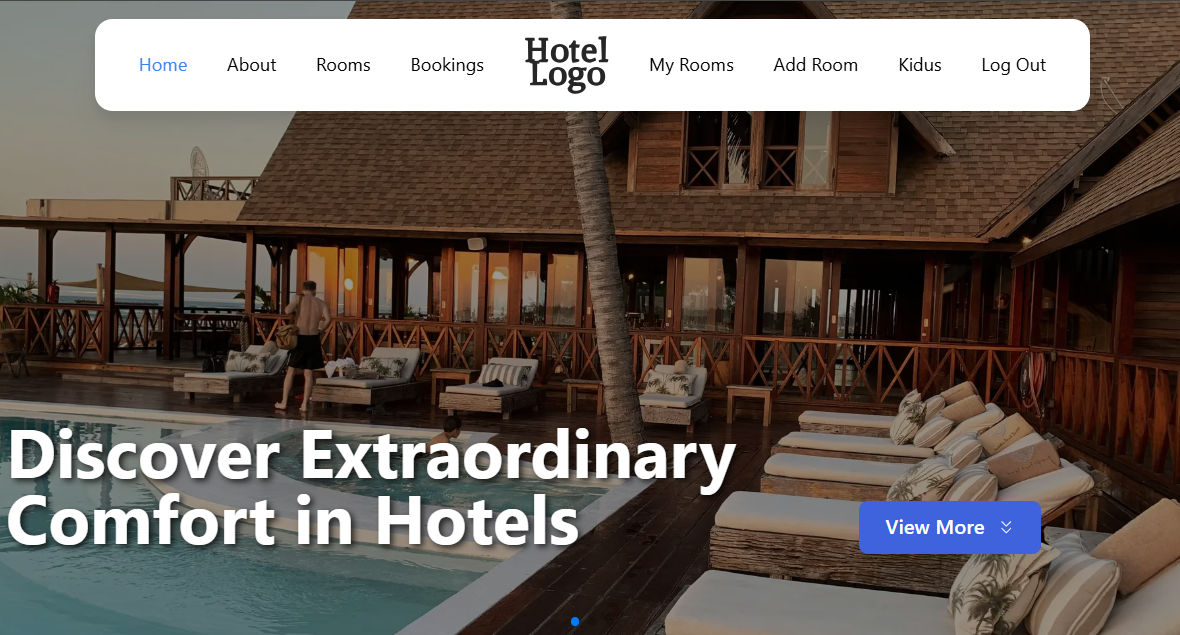 Home About Rooms Bookings Hotel Logo My Rooms Add Room Kidus Log Out
Discover Extraordinary
Comfort in Hotels
View More